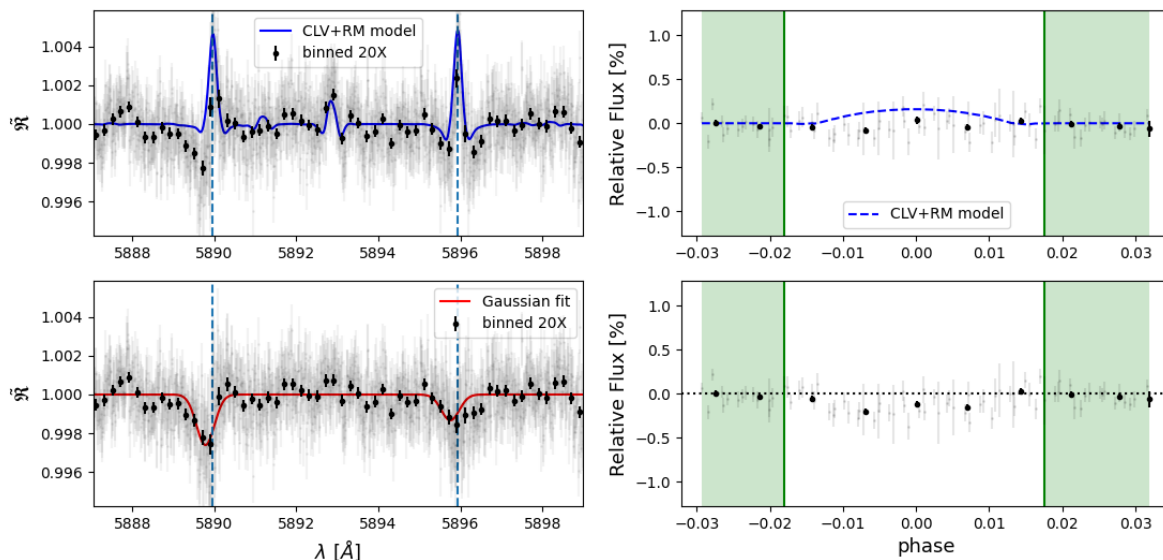 1.004
1.002
1.000
0.998
0.996
ℜ̃
CLV+RM model
binned 20X
5888 5890 5892 5894 5896 5898
1.0
0.5
0.0
−0.5
−1.0
Relative Flux [%]
CLV+RM model
−0.03 −0.02 −0.01 0.00 0.01 0.02 0.03
1.004
1.002
1.000
0.998
0.996
ℜ̃
Gaussian fit
binned 20X
5888 5890 5892 5894 5896 5898
λ [Å]
1.0
0.5
0.0
−0.5
−1.0
Relative Flux [%]
−0.03 −0.02 −0.01 0.00 0.01 0.02 0.03
phase